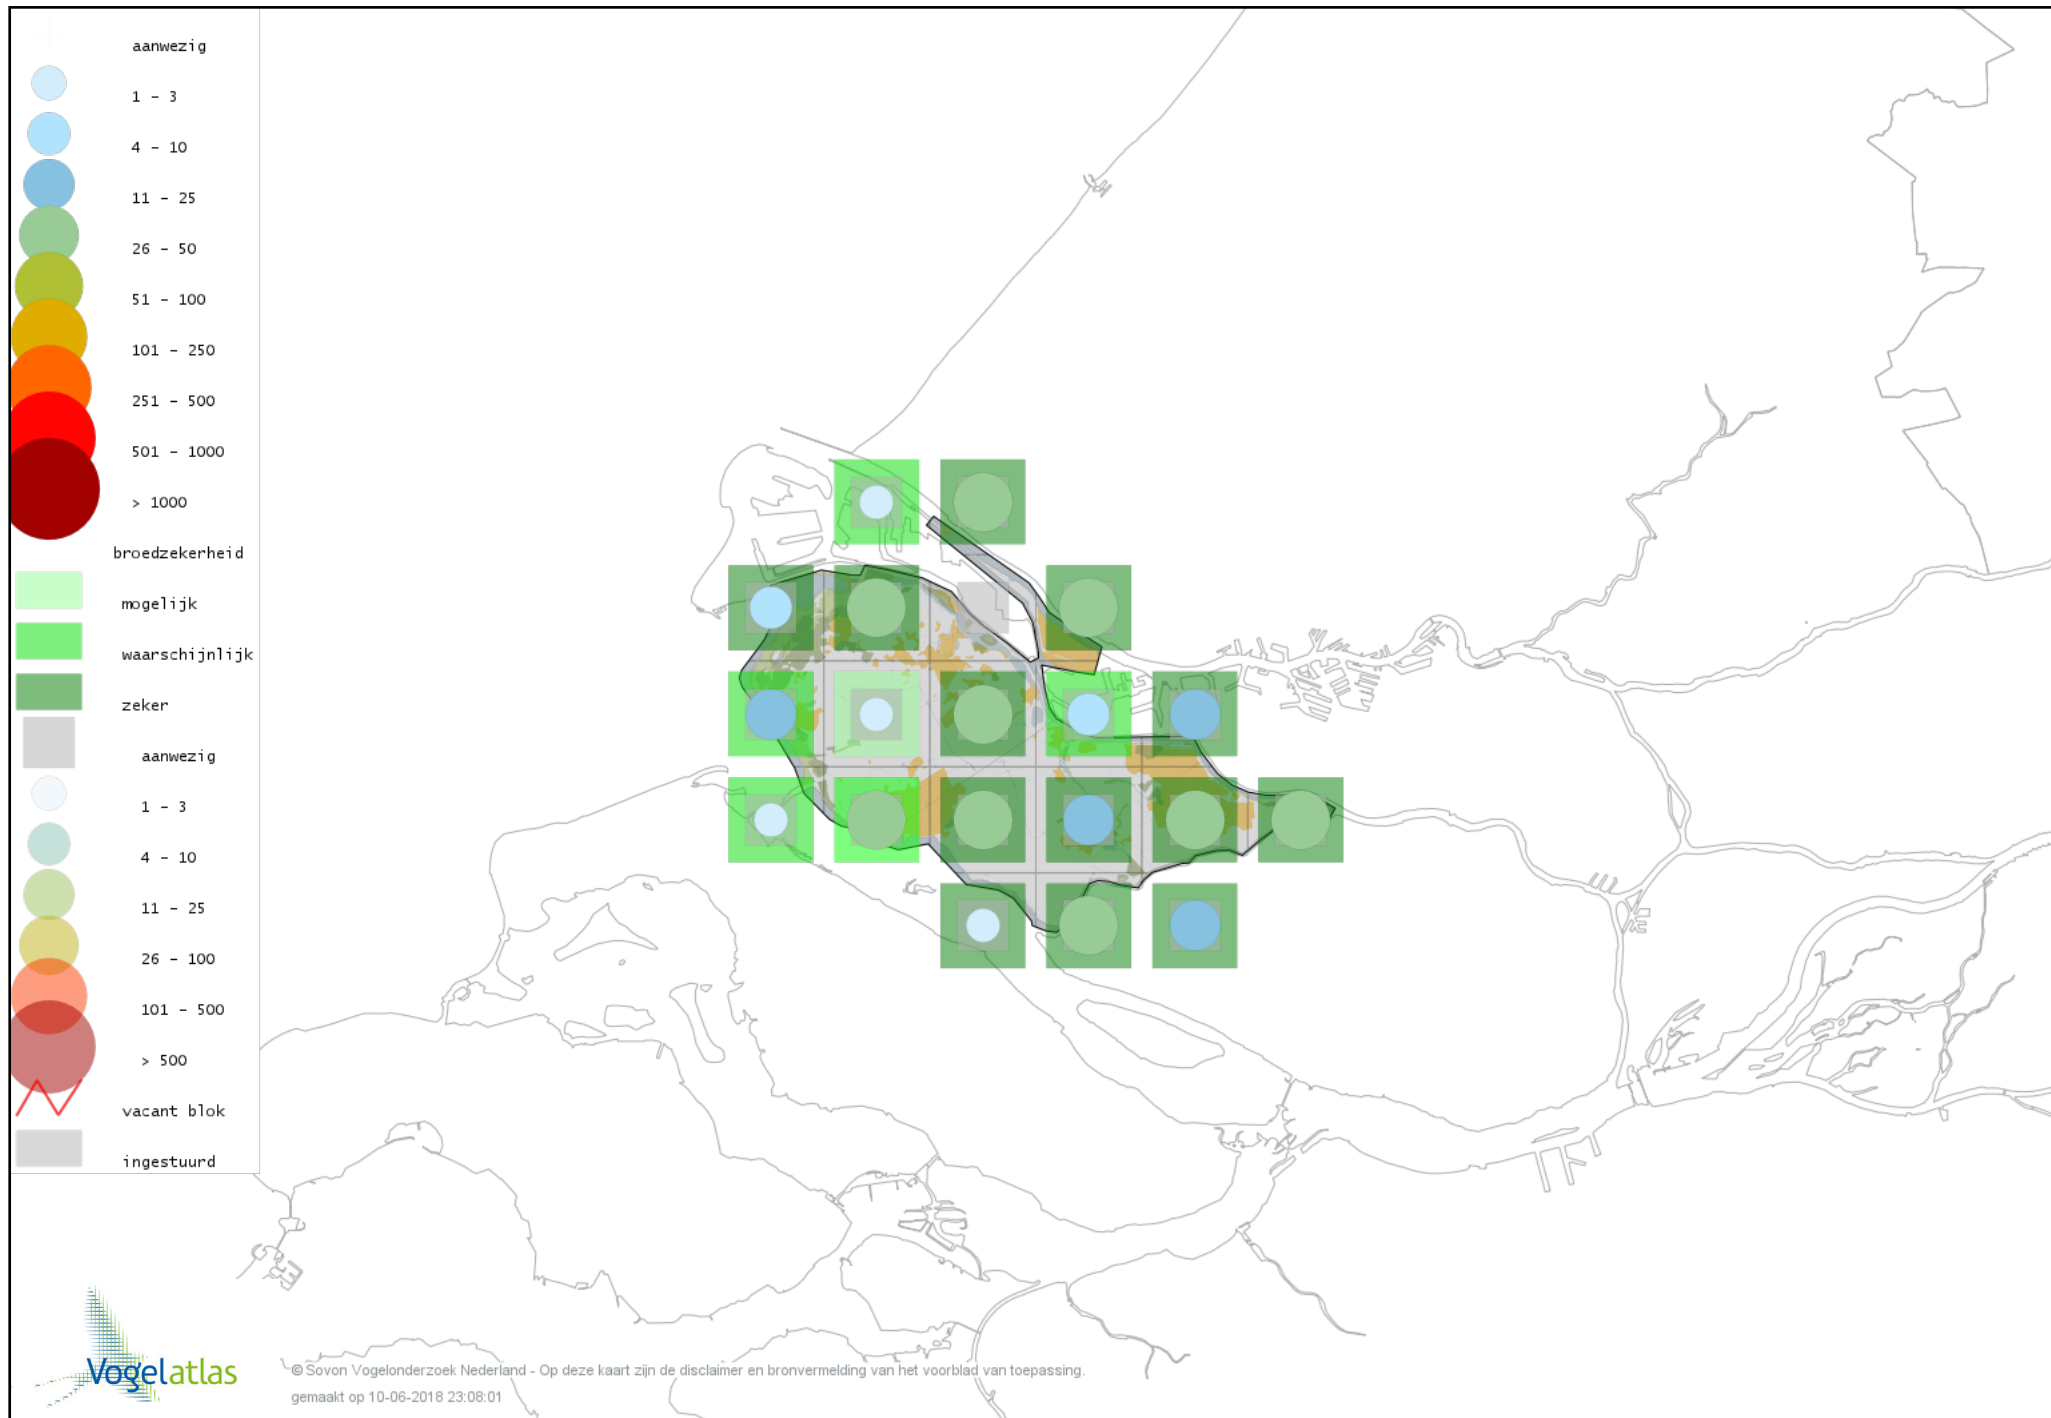 aanwezig
1 - 3
4 - 10
11 - 25
26 - 50
51 - 100
101 - 250
251 - 500
501 - 1000
> 1000
broedzekerheid
mogelijk
waarschijnlijk
zeker
aanwezig
1 - 3
4 - 10
11 - 25
26 - 100
101 - 500
> 500
vacant blok
ingestuurd
Vogelatlas
© Sovon Vogelonderzoek Nederland - Op deze kaart zijn de disclaimer en bronvermelding van het voorblad van toepassing.
gemaakt op 10-06-2018 23:08:01